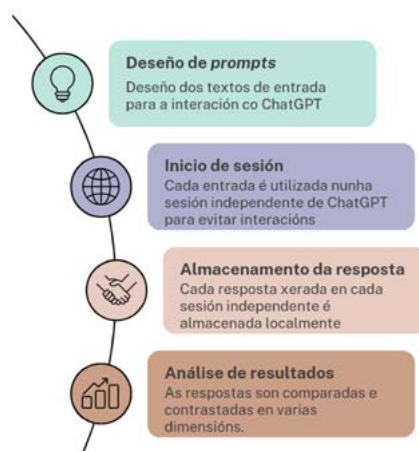 Deseño de prompts
Deseño dos textos de entrada
para a interación co ChatGPT
Inicio de sesión
Cada entrada é utilizada nunha
sesión independente de ChatGPT
para evitar interacións
Almacenamento da resposta
Cada resposta xerada en cada
sesión independente é
almacenada localmente
Análise de resultados
As respostas son comparadas e
contrastadas en varias
dimensións.